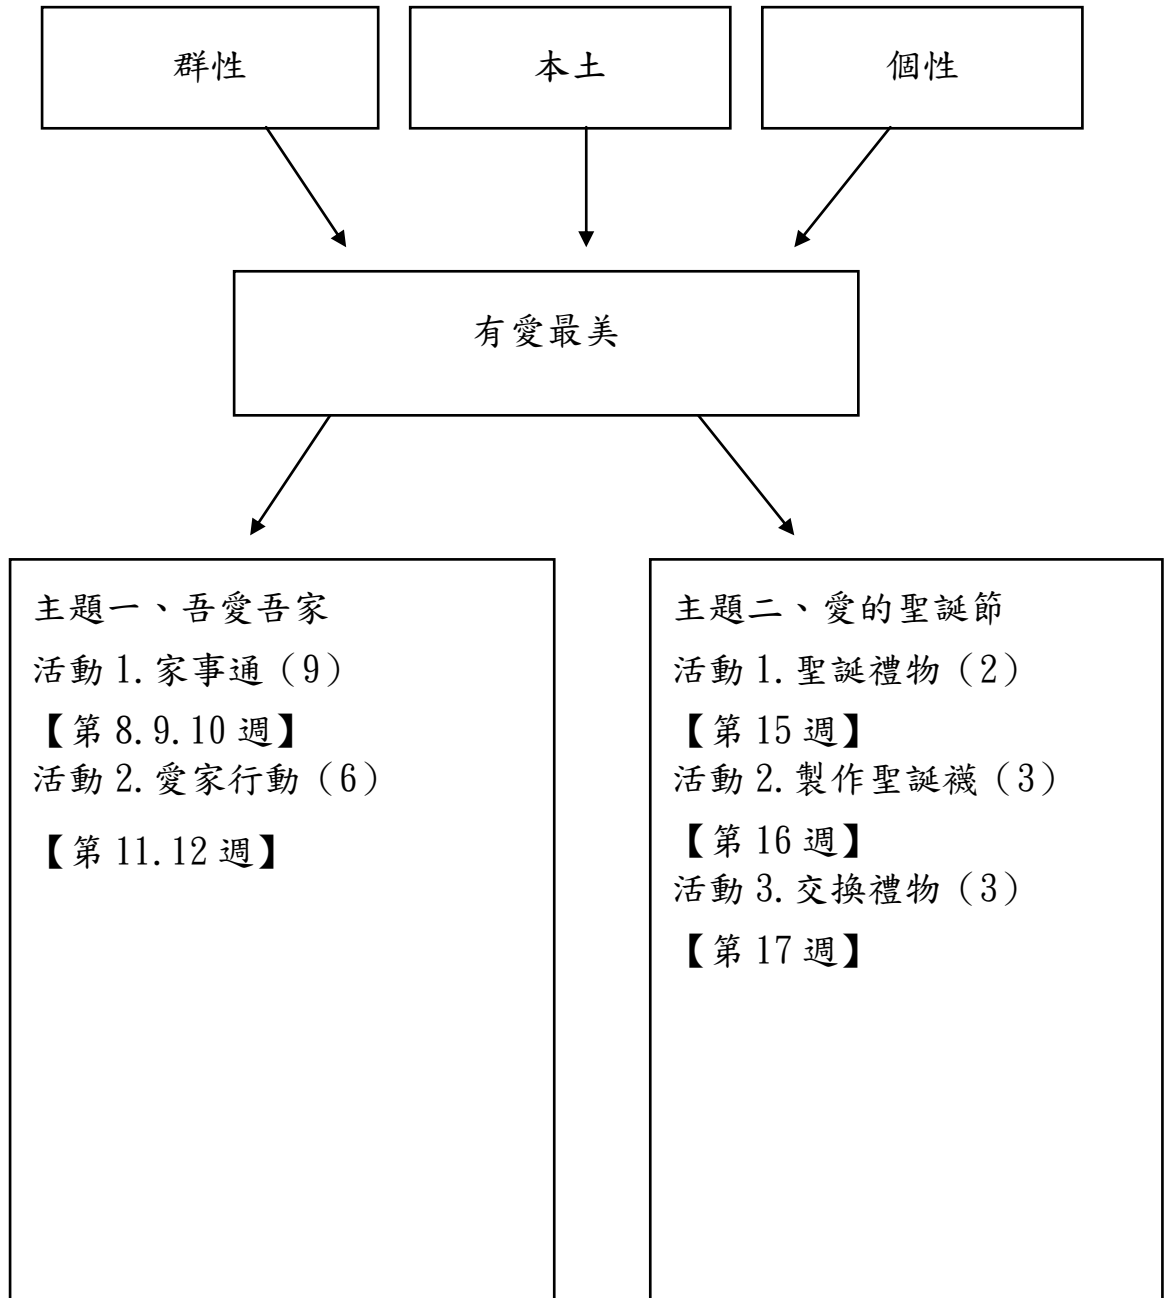 群性
本土
個性
有愛最美
主題一、吾愛吾家
活動 1.家事通（9）
【第 8.9.10 週】
活動 2.愛家行動（6）
【第 11.12 週】
主題二、愛的聖誕節
活動 1.聖誕禮物（2）
【第 15 週】
活動 2.製作聖誕襪（3）
【第 16 週】
活動 3.交換禮物（3）
【第 17 週】